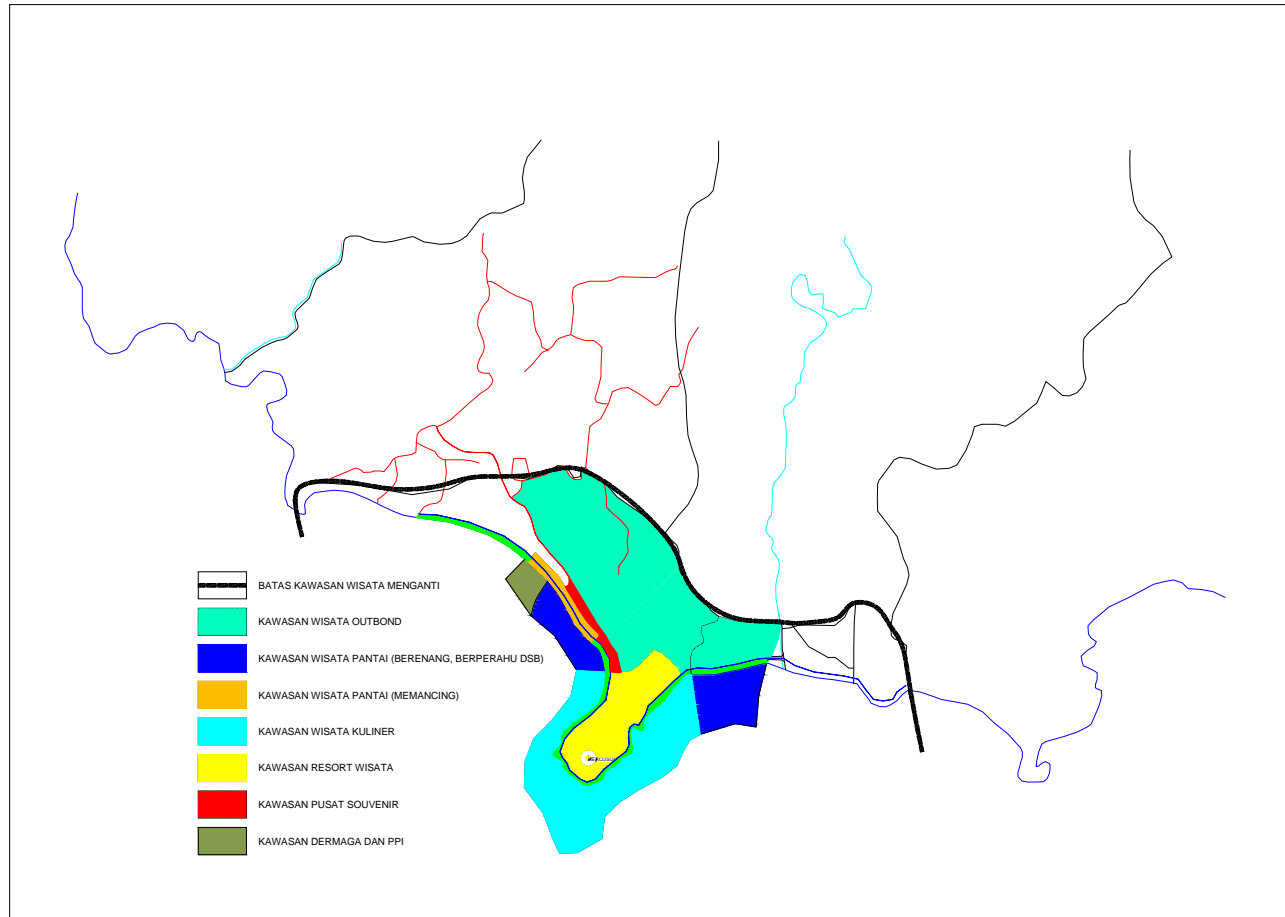 BATAS KAWASAN WISATA MENGANTI
KAWASAN WISATA OUTBOND
KAWASAN WISATA PANTAI (BERENANG, BERPERAHU DSB)
KAWASAN WISATA PANTAI (MEMANCING)
KAWASAN WISATA KULINER
KAWASAN RESORT WISATA
KAWASAN PUSAT SOUVENIR
KAWASAN DERMAGA DAN PPI